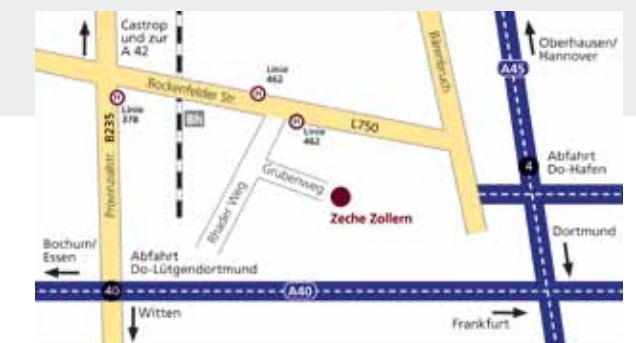 Castrop
und zur
A 42
Bockenfelder Str.
Linie
462
Bärenbruch
Oberhausen/
Hannover
A45
H
H
Linie
378
B235
Bh
H
Linie
462
L750
Provinzialstr.
Rhader Weg
Grubenweg
Zeche Zollern
4
Abfahrt
Do-Hafen
Dortmund
Bochum/
Essen
Abfahrt
Do-Lütgendortmund
40
A40
Witten
Frankfurt